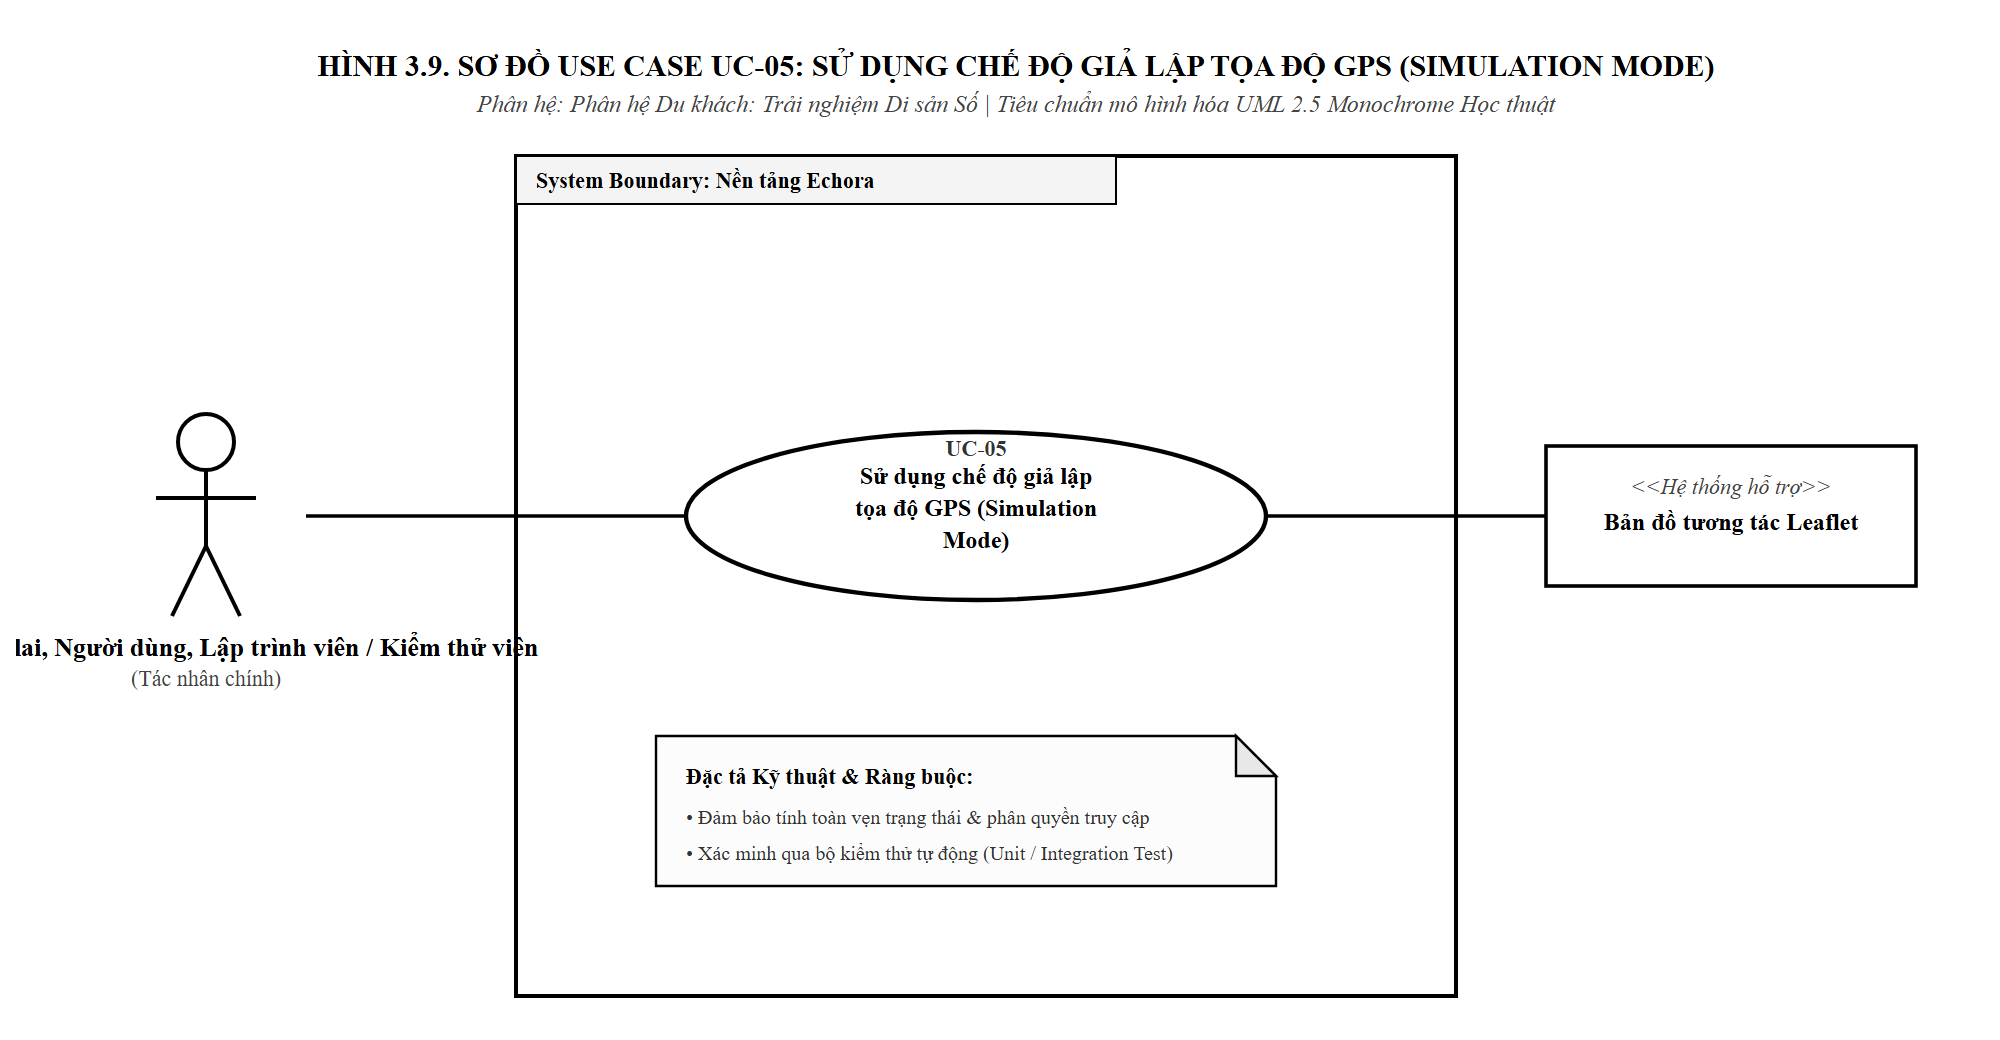 HÌNH 3.9. SƠ ĐỒ USE CASE UC-05: SỬ DỤNG CHẾ ĐỘ GIẢ LẬP TỌA ĐỘ GPS (SIMULATION MODE)
Phân hệ: Phân hệ Du khách: Trải nghiệm Di sản Số | Tiêu chuẩn mô hình hóa UML 2.5 Monochrome Học thuật
System Boundary: Nền tảng Echora
UC-05
Sử dụng chế độ giả lập
tọa độ GPS (Simulation
Mode)
<<Hệ thống hỗ trợ>>
Bản đồ tương tác Leaflet
lai, Người dùng, Lập trình viên / Kiểm thử viên
(Tác nhân chính)
Đặc tả Kỹ thuật & Ràng buộc:
• Đảm bảo tính toàn vẹn trạng thái & phân quyền truy cập
• Xác minh qua bộ kiểm thử tự động (Unit / Integration Test)